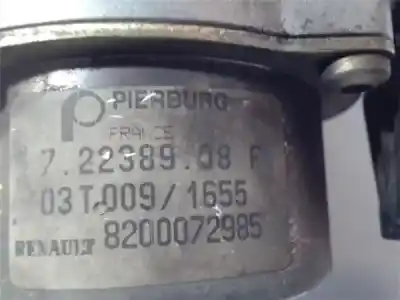 PIERBURG
FRANCE
7.22389.08 F
03T009/1655
RENAULT 8200072985